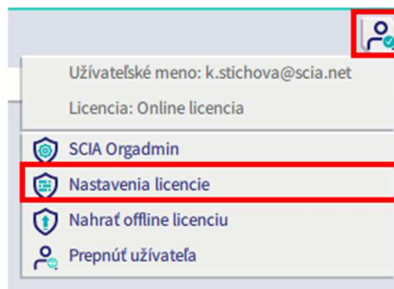 Užívateľské meno: k.stichova@scia.net
Licencia: Online licencia
SCIA Orgadmin
Nastavenia licencie
Nahrať offline licenciu
Prepnúť užívateľa